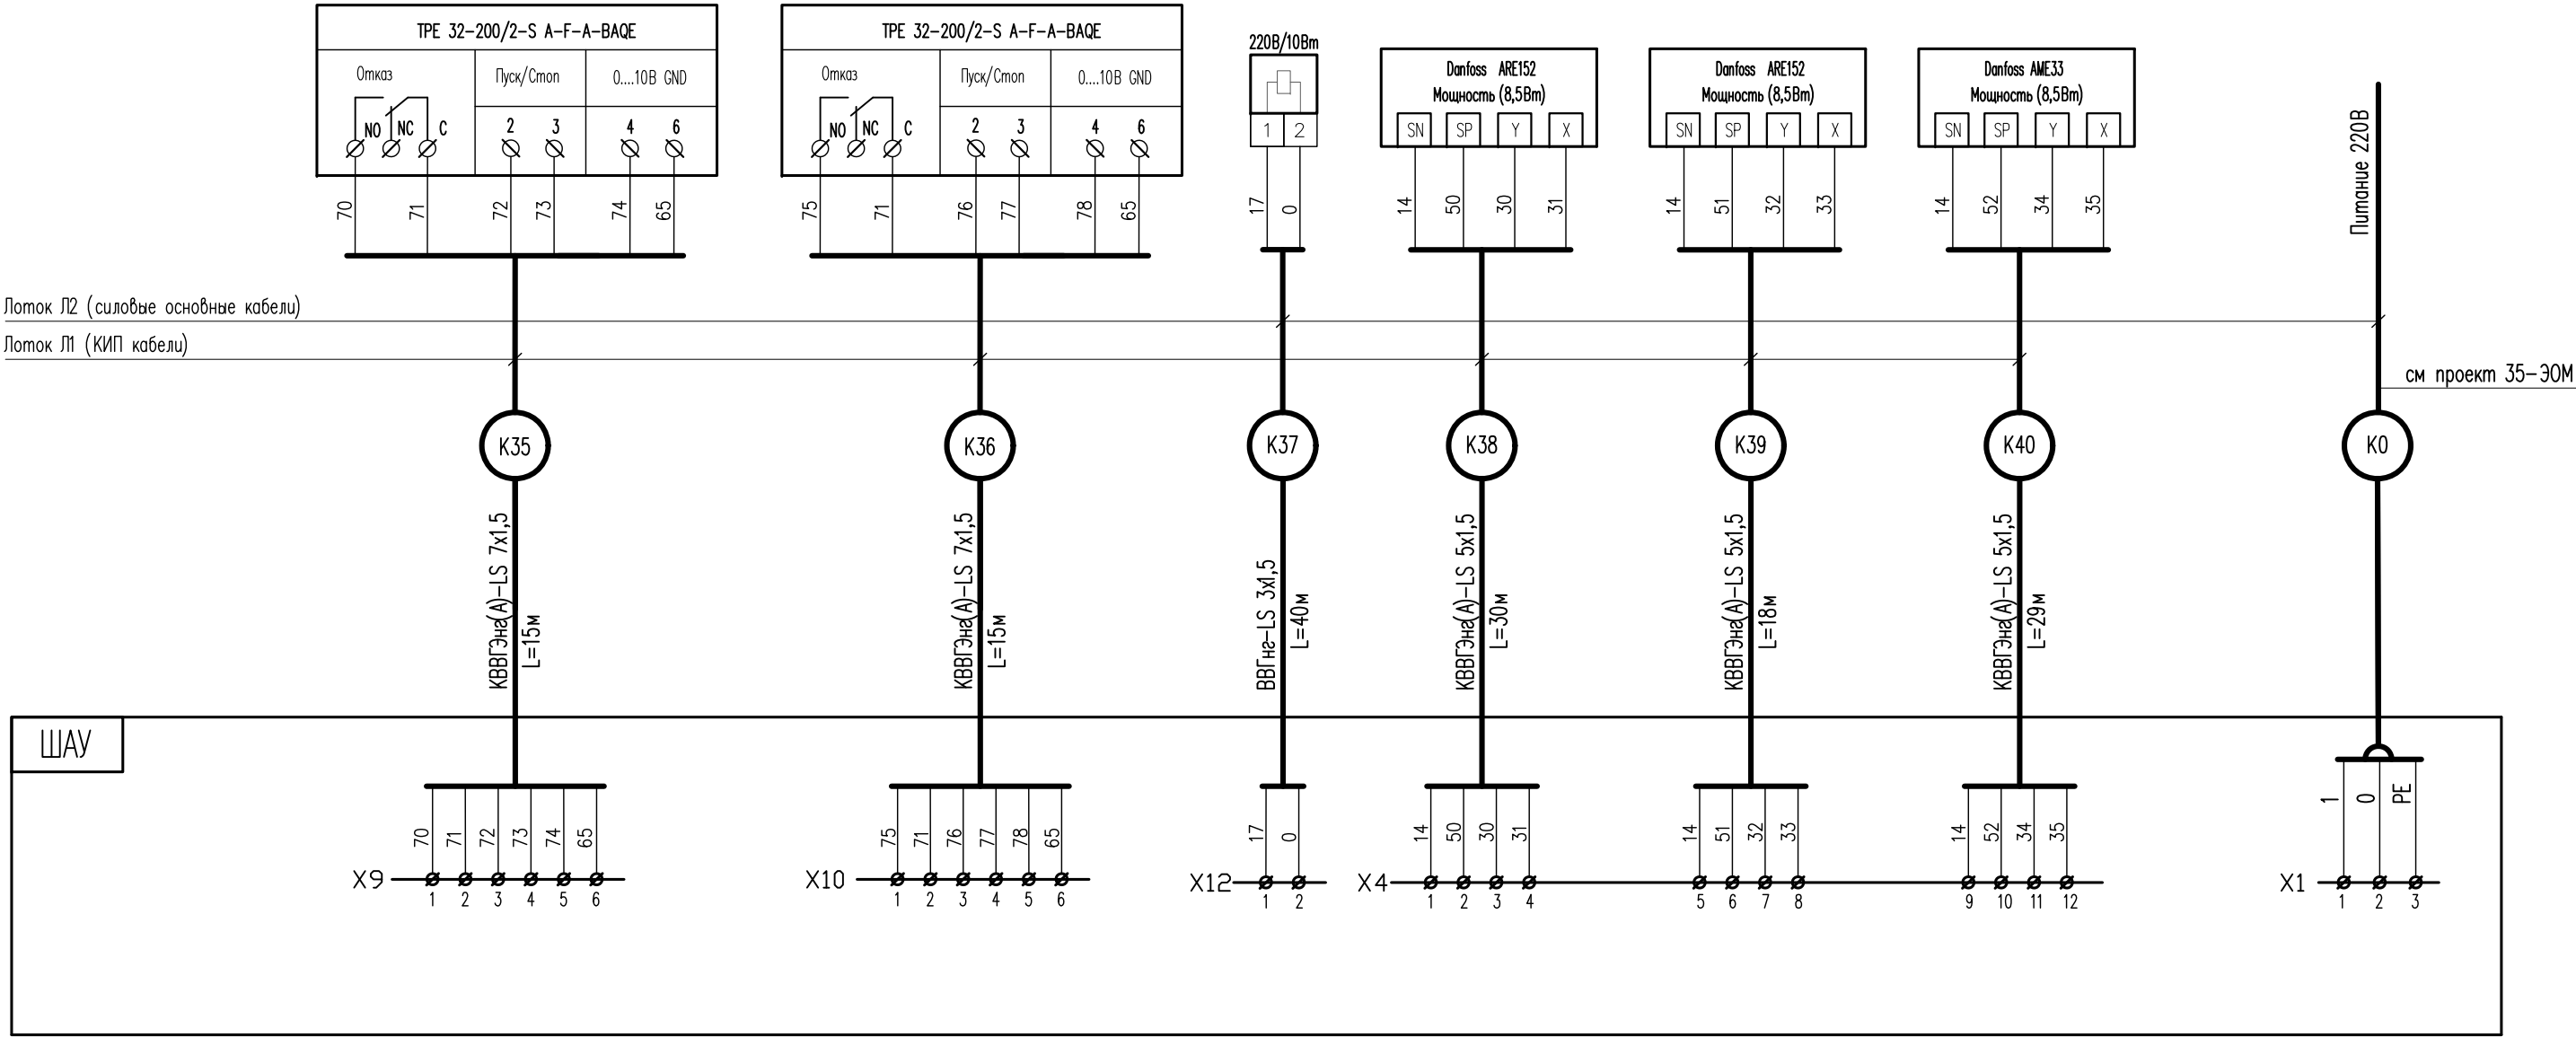 TPE 32-200/2-S A-F-A-BAQE
Отказ
Пуск/Стоп
0....10В GND
NO NC C
2 3
4 6
70 71 72 73 74 65
TPE 32-200/2-S A-F-A-BAQE
Отказ
Пуск/Стоп
0....10В GND
NO NC C
2 3
4 6
75 71 76 77 78 65
220В/10Вт
1 2
17 0
Danfoss ARE152
Мощность (8,5Вт)
SN SP Y X
14 50 30 31
Danfoss ARE152
Мощность (8,5Вт)
SN SP Y X
14 51 32 33
Danfoss AME33
Мощность (8,5Вт)
SN SP Y X
14 52 34 35
Питание 220В
Лоток Л2 (силовые основные кабели)
Лоток Л1 (КИП кабели)
см проект 35-ЭОМ
К35 К36 К37 К38 К39 К40 К0
КВВГЭнг(А)-LS 7х1,5
L=15м
КВВГЭнг(А)-LS 7х1,5
L=15м
ВВГнг-LS 3х1,5
L=40м
КВВГЭнг(А)-LS 5х1,5
L=30м
КВВГЭнг(А)-LS 5х1,5
L=18м
КВВГЭнг(А)-LS 5х1,5
L=29м
ШАУ
70 71 72 73 74 65
X9
1 2 3 4 5 6
75 71 76 77 78 65
X10
1 2 3 4 5 6
17 0
X12
1 2
14 50 30 31
14 51 32 33
14 52 34 35
X4
1 2 3 4 5 6 7 8 9 10 11 12
1 0 PE
X1
1 2 3